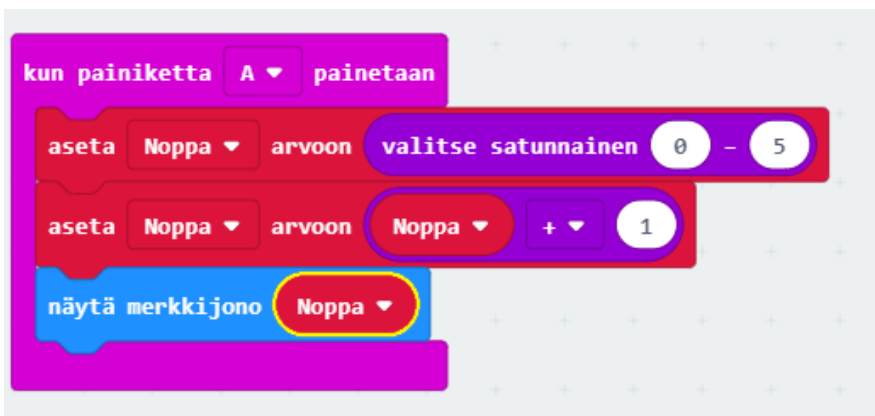 kun painiketta A painetaan
aseta Noppa arvoon valitse satunnainen 0 - 5
aseta Noppa arvoon Noppa + 1
näytä merkkijono Noppa